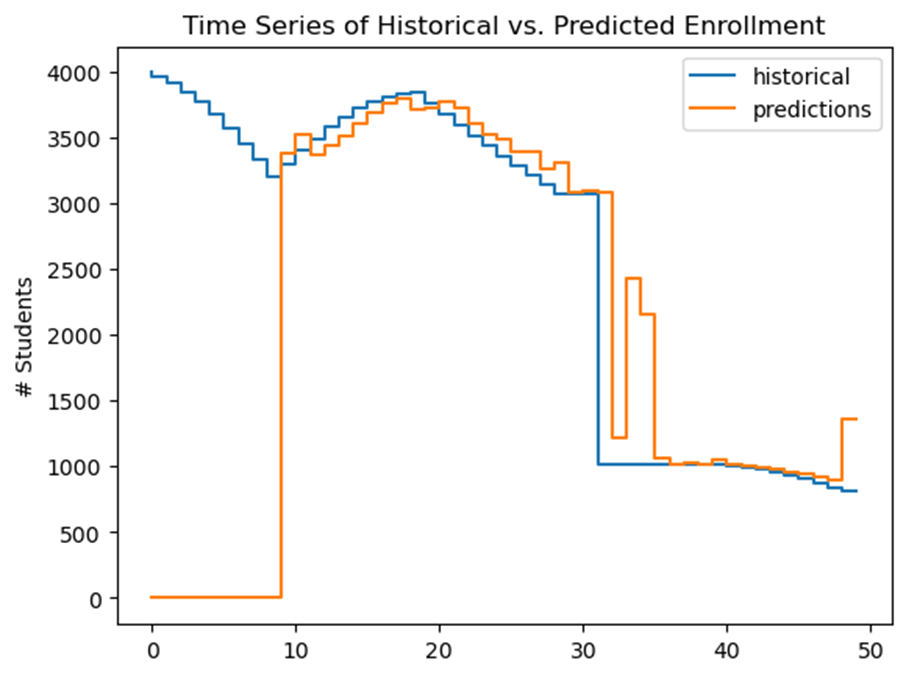 Time Series of Historical vs. Predicted Enrollment
historical
predictions
# Students
4000
3500
3000
2500
2000
1500
1000
500
0
0 10 20 30 40 50